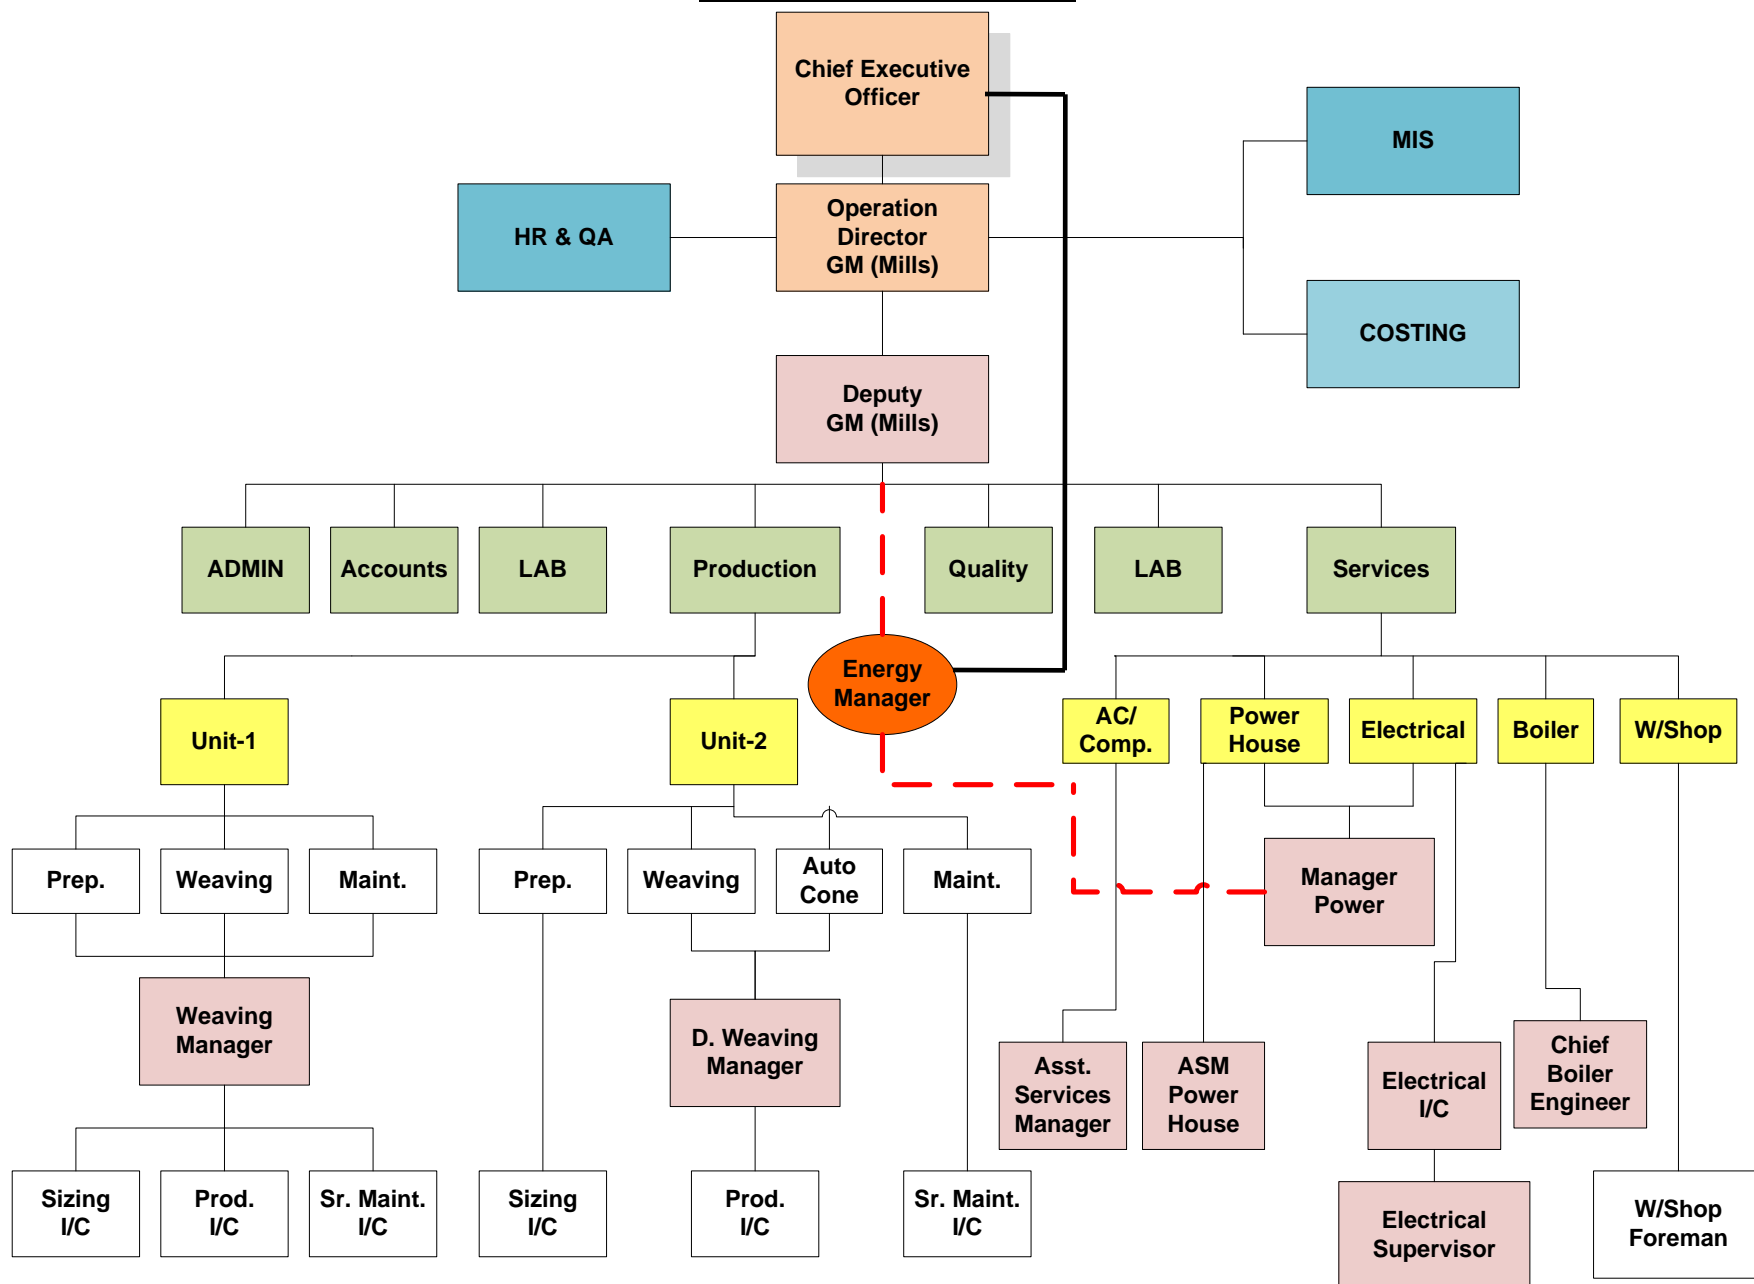 Chief Executive
Officer
MIS
HR & QA
Operation
Director
GM (Mills)
COSTING
Deputy
GM (Mills)
ADMIN
Accounts
LAB
Production
Quality
LAB
Services
Energy
Manager
Unit-1
Unit-2
AC/
Comp.
Power
House
Electrical
Boiler
W/Shop
Prep.
Weaving
Maint.
Prep.
Weaving
Auto
Cone
Maint.
Manager
Power
Weaving
Manager
D. Weaving
Manager
Asst.
Services
Manager
ASM
Power
House
Electrical
I/C
Chief
Boiler
Engineer
Sizing
I/C
Prod.
I/C
Sr. Maint.
I/C
Sizing
I/C
Prod.
I/C
Sr. Maint.
I/C
Electrical
Supervisor
W/Shop
Foreman